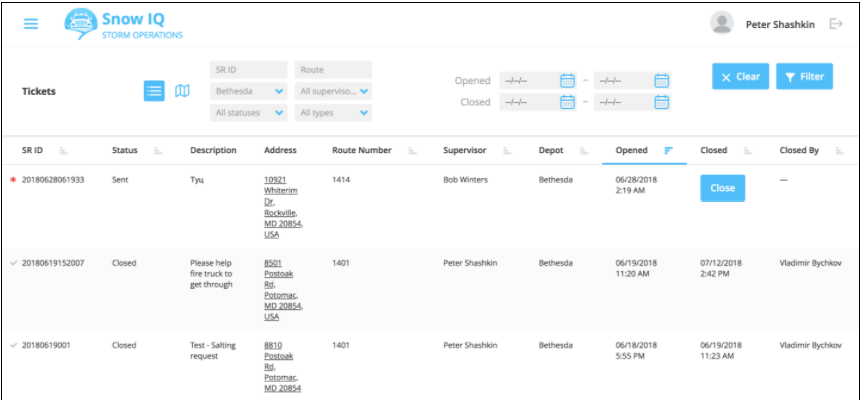 Snow IQ
STORM OPERATIONS
Peter Shashkin
Tickets
SR ID
Route
Bethesda
All superviso...
All statuses
All types
Opened --/--/-- – --/--/--
Closed --/--/-- – --/--/--
Clear
Filter
SR ID Status Description Address Route Number Supervisor Depot Opened Closed Closed By
* 20180628061933 Sent Туц 10921 1414 Bob Winters Bethesda 06/28/2018 Close —
Whiterim 2:19 AM
Dr,
Rockville,
MD 20854,
USA
20180619152007 Closed Please help 8501 1401 Peter Shashkin Bethesda 06/19/2018 07/12/2018 Vladimir Bychkov
fire truck to Postoak 11:20 AM 2:42 PM
get through Rd,
Potomac,
MD 20854,
USA
20180619001 Closed Test - Salting 8810 1401 Peter Shashkin Bethesda 06/18/2018 06/19/2018 Vladimir Bychkov
request Postoak 5:55 PM 11:23 AM
Rd,
Potomac,
MD 20854